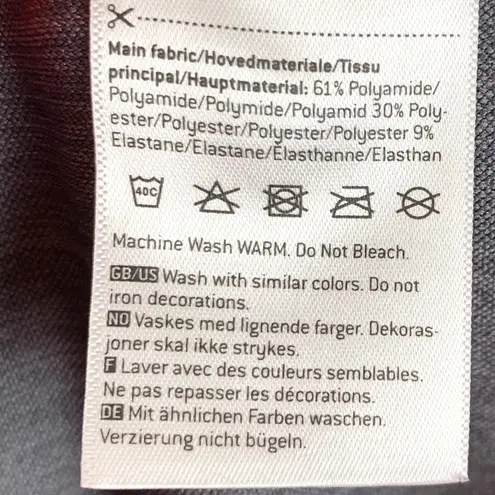 Main fabric/Hovedmateriale/Tissu
principal/Hauptmaterial: 61% Polyamide/
Polyamide/Polymide/Polyamid 30% Poly-
ester/Polyester/Polyester/Polyester 9%
Elastane/Elastane/Elasthanne/Elasthan
40C
Machine Wash WARM. Do Not Bleach.
GB/US Wash with similar colors. Do not
iron decorations.
NO Vaskes med lignende farger. Dekoras-
joner skal ikke strykes.
F Laver avec des couleurs semblables.
Ne pas repasser les décorations.
DE Mit ähnlichen Farben waschen.
Verzierung nicht bügeln.